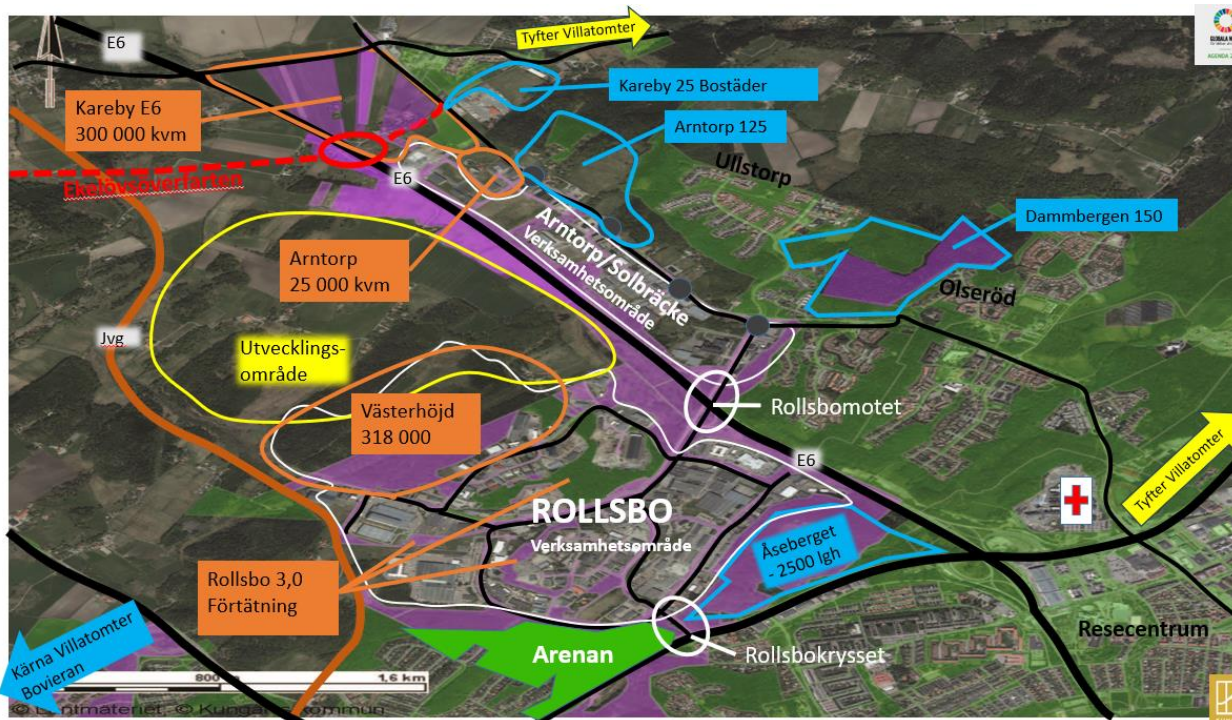 E6
Tyfter Villatomter
Kareby E6
300 000 kvm
Kareby 25 Bostäder
Arntorp 125
Ekelövsöverfarten
E6
Ullstorp
Dammbergen 150
Arntorp
25 000 kvm
Arntorp/Solbräcke
Verksamhetsområde
Olseröd
Jvg
Utvecklings-
område
Västerhöjd
318 000
Rollsbomotet
E6
Tyfter Villatomter
ROLLSBO
Verksamhetsområde
Åseberget
- 2500 lgh
Rollsbo 3,0
Förtätning
Resecentrum
Arenan
Rollsbokrysset
Kärna Villatomter
Bovieran
800
1,6 km